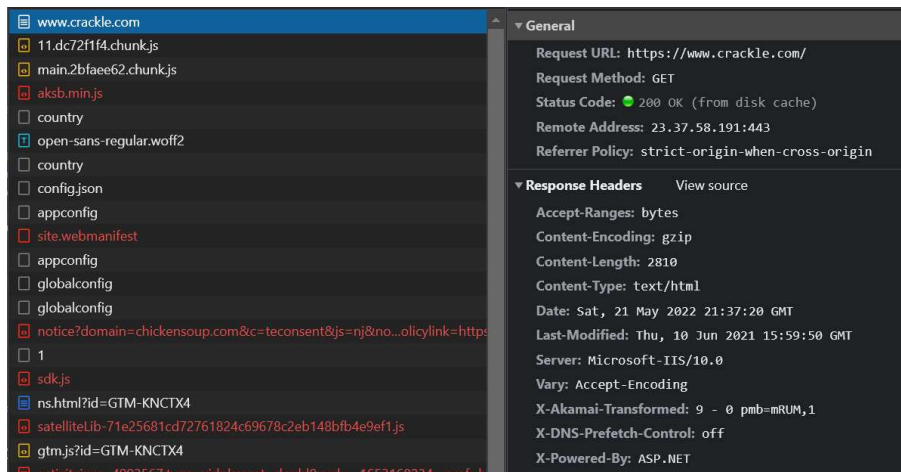 www.crackle.com
11.dc72f1f4.chunk.js
main.2bfaee62.chunk.js
aksb.min.js
country
open-sans-regular.woff2
country
config.json
appconfig
site.webmanifest
appconfig
globalconfig
globalconfig
notice?domain=chickensoup.com&c=teconsent&js=nj&no...olicylink=https
1
sdk.js
ns.html?id=GTM-KNCTX4
satelliteLib-71e25681cd72761824c69678c2eb148bfb4e9ef1.js
gtm.js?id=GTM-KNCTX4
General
Request URL: https://www.crackle.com/
Request Method: GET
Status Code: 200 OK (from disk cache)
Remote Address: 23.37.58.191:443
Referrer Policy: strict-origin-when-cross-origin
Response Headers View source
Accept-Ranges: bytes
Content-Encoding: gzip
Content-Length: 2810
Content-Type: text/html
Date: Sat, 21 May 2022 21:37:20 GMT
Last-Modified: Thu, 10 Jun 2021 15:59:50 GMT
Server: Microsoft-IIS/10.0
Vary: Accept-Encoding
X-Akamai-Transformed: 9 - 0 pmb=mRUM,1
X-DNS-Prefetch-Control: off
X-Powered-By: ASP.NET